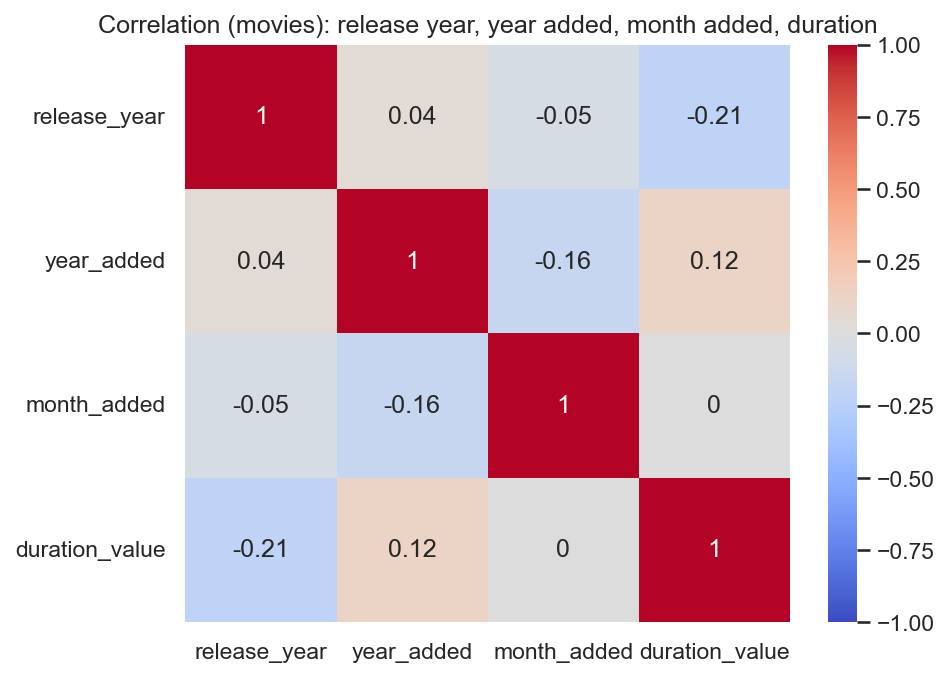 Correlation (movies): release year, year added, month added, duration
release_year 1 0.04 -0.05 -0.21
year_added 0.04 1 -0.16 0.12
month_added -0.05 -0.16 1 0
duration_value -0.21 0.12 0 1
release_year year_added month_added duration_value
1.00
0.75
0.50
0.25
0.00
−0.25
−0.50
−0.75
−1.00